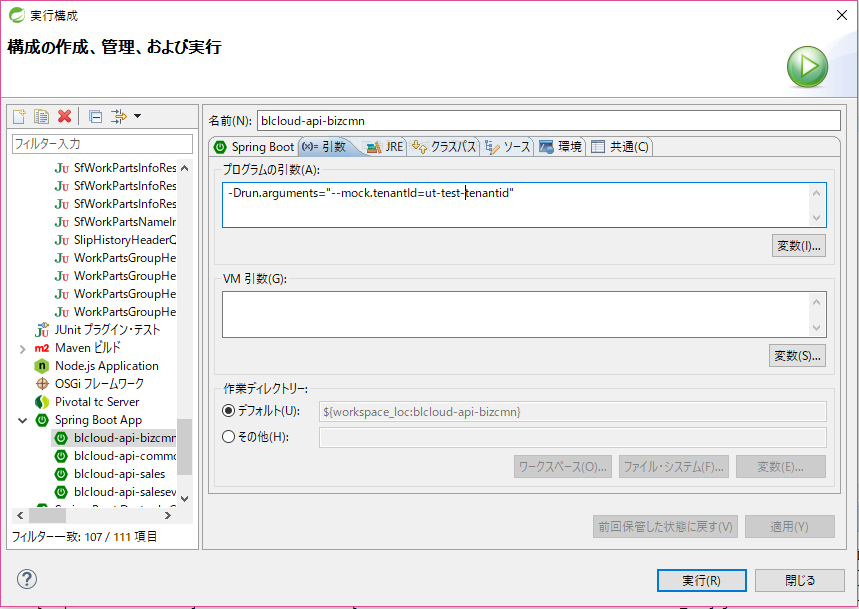 実行構成
構成の作成、管理、および実行
フィルター入力
SfWorkPartsInfoRes
SfWorkPartsInfoRes
SfWorkPartsInfoRes
SfWorkPartsNameIr
SlipHistoryHeaderQ
WorkPartsGroupHe
WorkPartsGroupHe
WorkPartsGroupHe
WorkPartsGroupHe
JUnit プラグイン・テスト
m2 Maven ビルド
Node.js Application
OSGi フレームワーク
Pivotal tc Server
Spring Boot App
blcloud-api-bizcmn
blcloud-api-commo
blcloud-api-sales
blcloud-api-salesev
フィルター一致: 107 / 111 項目
名前(N): blcloud-api-bizcmn
Spring Boot (x)= 引数 JRE クラスパス ソース 環境 共通(C)
プログラムの引数(A):
-Drun.arguments="--mock.tenantId=ut-test-tenantid"
変数(I)...
VM 引数(G):
変数(S)...
作業ディレクトリー:
デフォルト(U): ${workspace_loc:blcloud-api-bizcmn}
その他(H):
ワークスペース(O)... ファイル・システム(F)... 変数(E)...
前回保管した状態に戻す(V) 適用(Y)
実行(R) 閉じる